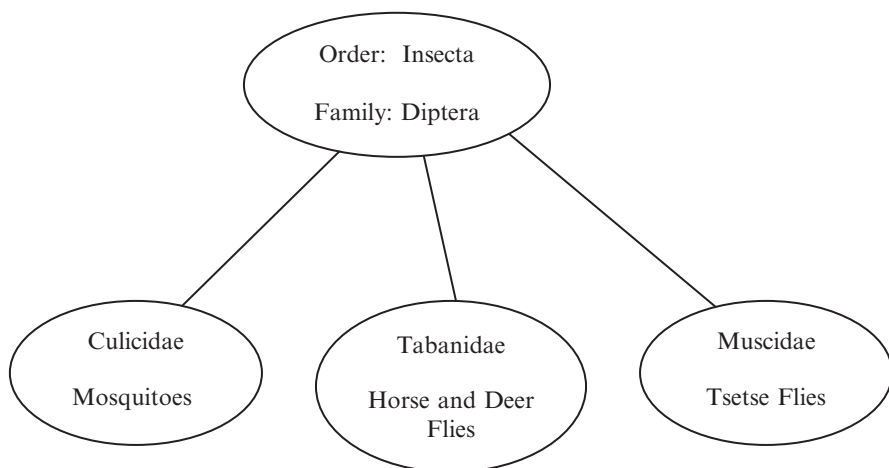 Order: Insecta
Family: Diptera
Culicidae
Mosquitoes
Tabanidae
Horse and Deer
Flies
Muscidae
Tsetse Flies